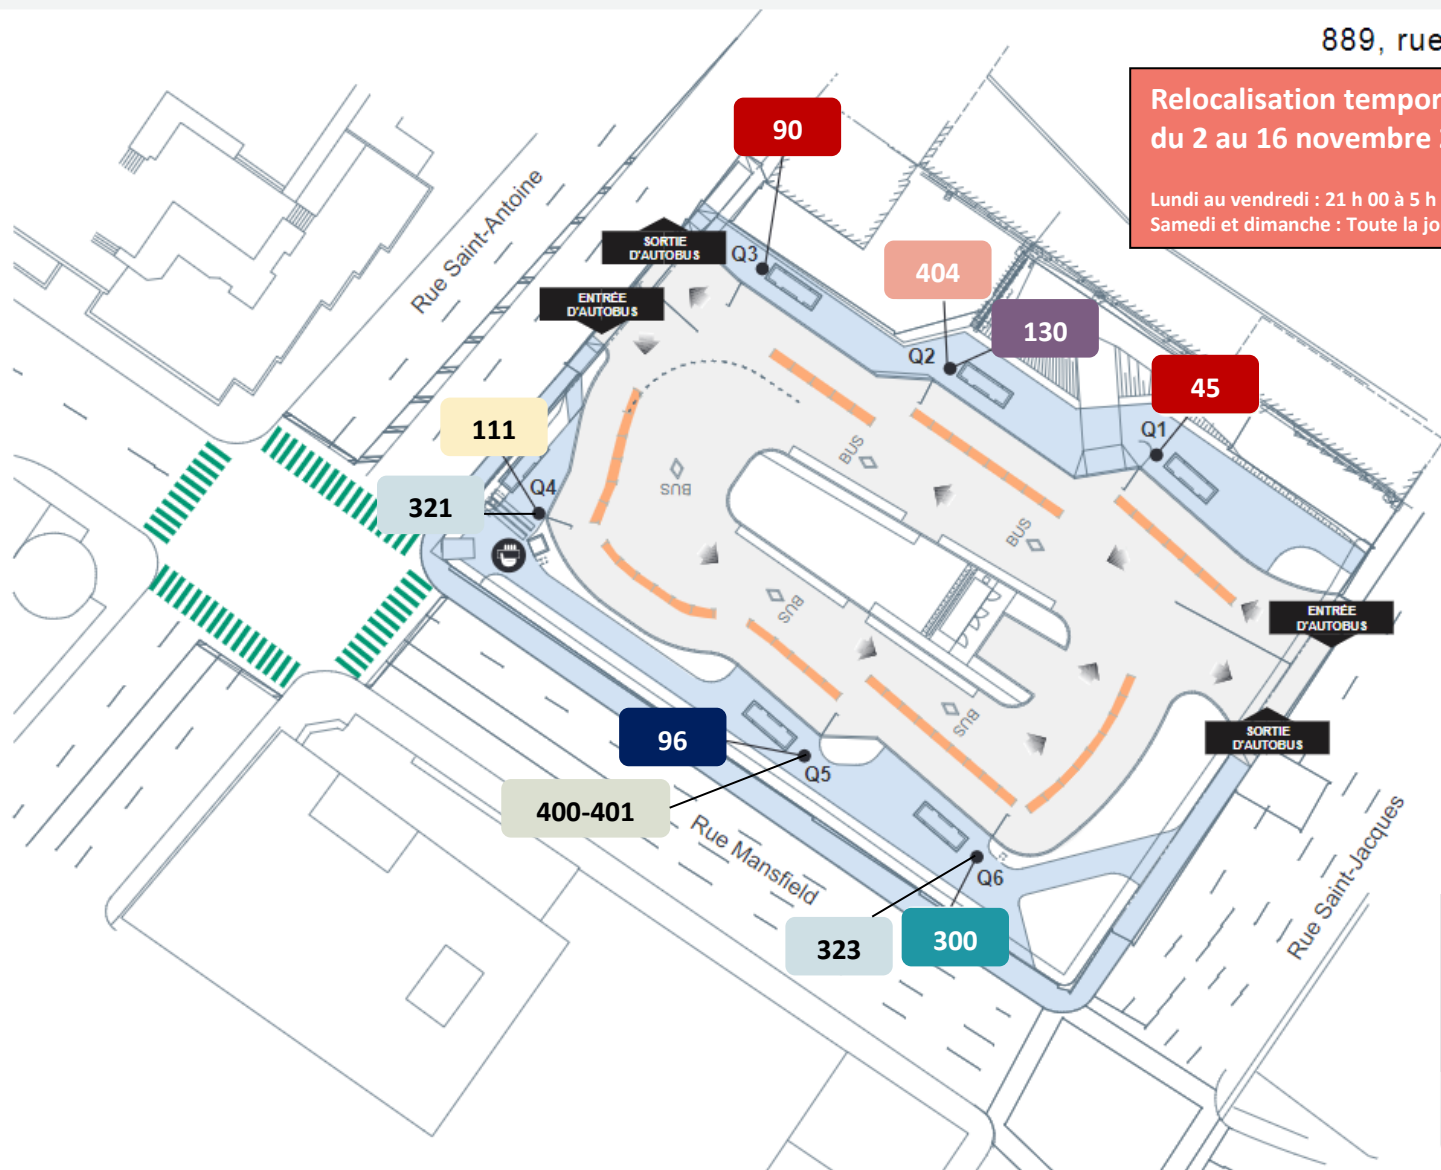 889, rue
Relocalisation tempor
du 2 au 16 novembre
Lundi au vendredi : 21 h 00 à 5 h
Samedi et dimanche : Toute la jo
90
Rue Saint-Antoine
SORTIE
D'AUTOBUS
Q3
404
ENTRÉE
D'AUTOBUS
130
Q2
45
111
Q1
BUS
BUS
Q4
321
BUS
BUS
ENTRÉE
D'AUTOBUS
BUS
SORTIE
D'AUTOBUS
96
Q5
400-401
Rue Mansfield
Q6
Rue Saint-Jacques
323
300